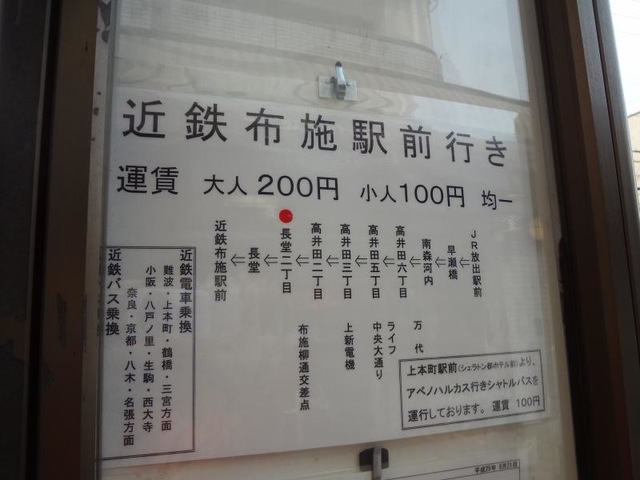 近鉄布施駅前行き
運賃 大人200円 小人100円 均一
JR放出駅前
⇐
早瀬橋
⇐
南森河内
⇐
高井田六丁目
⇐
高井田五丁目
⇐
高井田三丁目
⇐
高井田二丁目
⇐
長堂二丁目
⇐
長堂
⇐
近鉄布施駅前
万代
ライフ
中央大通り
上新電機
布施柳通交差点
近鉄電車乗換
難波・上本町・鶴橋・三宮方面
小阪・八戸ノ里・生駒・西大寺
奈良・京都・八木・名張方面
近鉄バス乗換
上本町駅前(シェラトン都ホテル前)より、
アベノハルカス行きシャトルバスを
運行しております。 運賃 100円